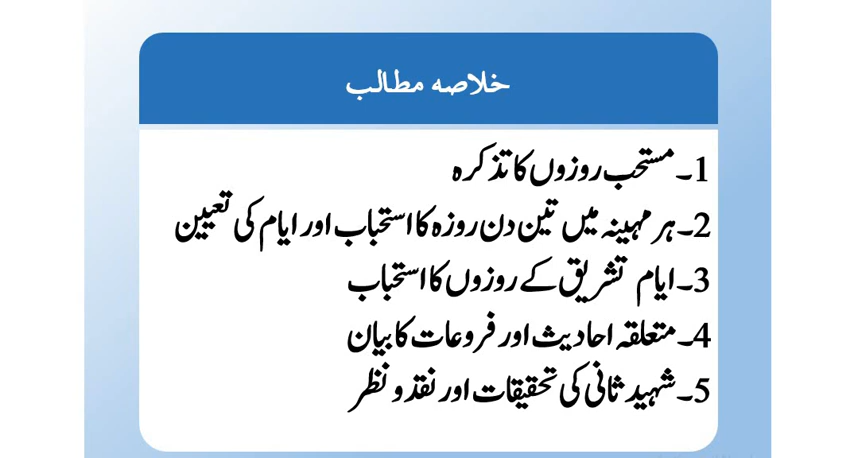 خلاصہ مطالب
1۔ مستحب روزوں کا تذکرہ
2۔ ہر مہینہ میں تین دن روزہ کا استحباب اور ایام کی تعیین
3۔ ایام تشریق کے روزوں کا استحباب
4۔ متعلقہ احادیث اور فروعات کا بیان
5۔ شہید ثانی کی تحقیقات اور نقد و نظر